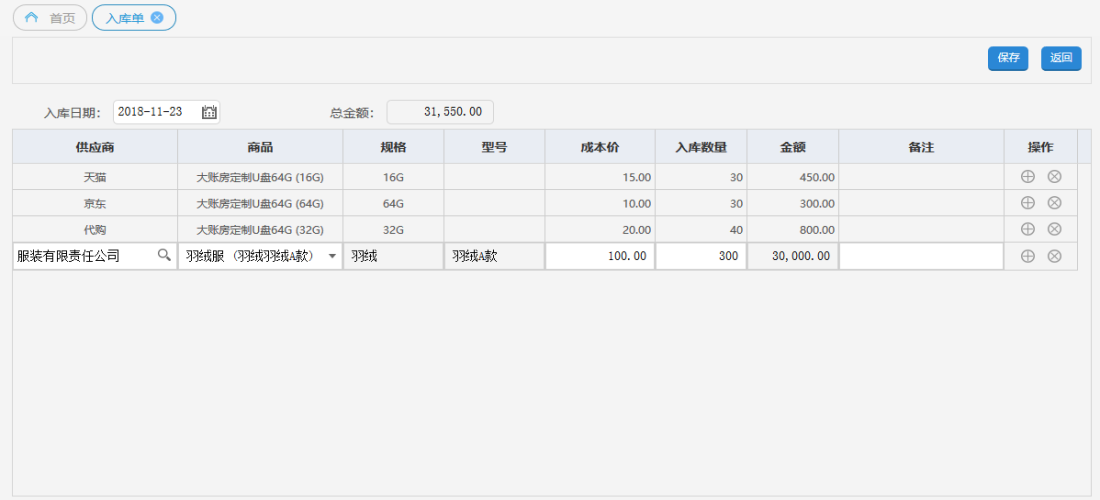 首页 入库单
保存 返回
入库日期： 2018-11-23 总金额： 31,550.00
供应商 商品 规格 型号 成本价 入库数量 金额 备注 操作
天猫 大账房定制U盘64G (16G) 16G 15.00 30 450.00
京东 大账房定制U盘64G (64G) 64G 10.00 30 300.00
代购 大账房定制U盘64G (32G) 32G 20.00 40 800.00
服装有限责任公司 羽绒服 （羽绒羽绒A款） 羽绒 羽绒A款 100.00 300 30,000.00